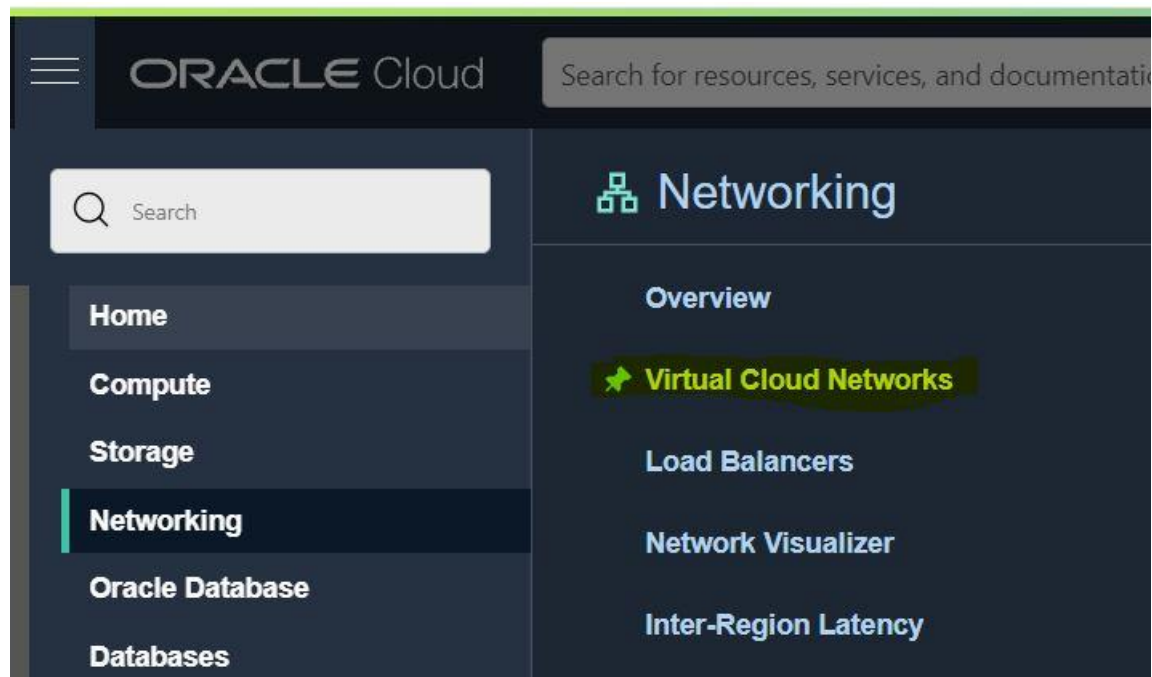 ORACLE Cloud
Search for resources, services, and documentatio
Search
Home
Compute
Storage
Networking
Oracle Database
Databases
Networking
Overview
Virtual Cloud Networks
Load Balancers
Network Visualizer
Inter-Region Latency